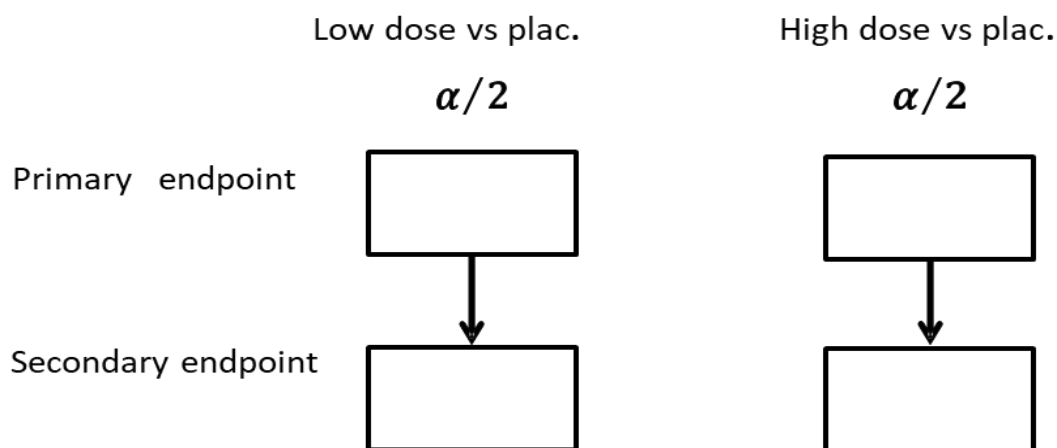 Low dose vs plac. High dose vs plac.
α/2 α/2
Primary endpoint
Secondary endpoint